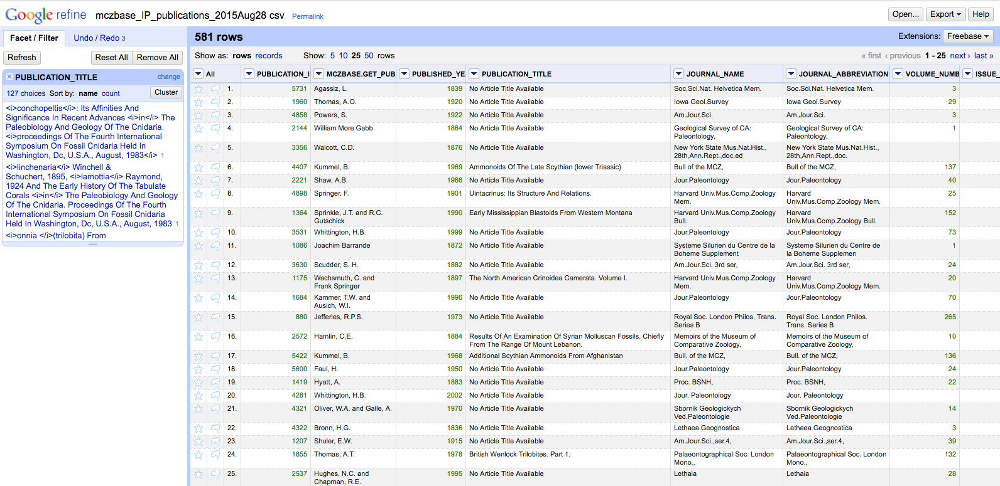 Google refine mczbase_IP_publications_2015Aug28 csv Permalink Open... Export Help
Facet / Filter Undo / Redo 3 581 rows Extensions: Freebase
Refresh Reset All Remove All Show as: rows records Show: 5 10 25 50 rows « first ‹ previous 1 - 25 next › last »
PUBLICATION_TITLE change
127 choices Sort by: name count Cluster
<i>conchopeltis</i>: Its Affinities And
Significance In Recent Advances <i>in</i> The
Paleobiology And Geology Of The Cnidaria.
<i>proceedings Of The Fourth International
Symposium On Fossil Cnidaria Held In
Washington, Dc, U.S.A., August, 1983</i> 1
<i>linchenaria</i> Winchell &
Schuchert, 1895, <i>lamottia</i> Raymond,
1924 And The Early History Of The Tabulate
Corals <i>in</i> The Paleobiology And Geology
Of The Cnidaria. Proceedings Of The Fourth
International Symposium On Fossil Cnidaria
Held In Washington, Dc, U.S.A., August, 1983 1
<i>onnia </i>(trilobita) From
All PUBLICATION_I MCZBASE.GET_PUB PUBLISHED_YE PUBLICATION_TITLE JOURNAL_NAME JOURNAL_ABBREVIATION VOLUME_NUMB ISSUE_
1. 5731 Agassiz, L. 1839 No Article Title Available Soc.Sci.Nat. Helvetica Mem. Soc.Sci.Nat. Helvetica Mem. 3
2. 1960 Thomas, A.O. 1920 No Article Title Available Iowa Geol.Survey Iowa Geol.Survey 29
3. 4858 Powers, S. 1922 No Article Title Available Am.Jour.Sci. Am.Jour.Sci. 3
4. 2144 William More Gabb 1864 No Article Title Available Geological Survey of CA: Geological Survey of CA: 1
Paleontology, Paleontology,
5. 3356 Walcott, C.D. 1876 No Article Title Available New York State Mus.Nat.Hist., New York State Mus.Nat.Hist.,
28th,Ann.Rept.,doc.ed 28th,Ann.Rept.,doc.
6. 4407 Kummel, B. 1969 Ammonoids Of The Late Scythian (lower Triassic) Bull of the MCZ, Bull of the MCZ, 137
7. 2221 Shaw, A.B. 1966 No Article Title Available Jour.Paleontology Jour.Paleontology 40
8. 4898 Springer, F. 1901 Uintacrinus: Its Structure And Relations. Harvard Univ.Mus.Comp.Zoology Harvard 25
Mem. Univ.Mus.Comp.Zoology Mem.
9. 1364 Sprinkle, J.T. and R.C. 1990 Early Mississippian Blastoids From Western Montana Harvard Univ.Mus.Comp.Zoology Harvard 152
Gutschick Bull. Univ.Mus.Comp.Zoology Bull.
10. 3531 Whittington, H.B. 1999 No Article Title Available Jour.Paleontology Jour.Paleontology 73
11. 1086 Joachim Barrande 1872 No Article Title Available Systeme Silurien du Centre de la Systeme Silurien du Centre de 1
Boheme Supplement la Boheme Supplemen
12. 3630 Scudder, S. H. 1882 No Article Title Available Am.Jour.Sci. 3rd ser, Am.Jour.Sci. 3rd ser, 24
13. 1175 Wachsmuth, C. and 1897 The North American Crinoidea Camerata. Volume I. Harvard Univ.Mus.Comp.Zoology Harvard 20
Frank Springer Mem. Univ.Mus.Comp.Zoology Mem.
14. 1684 Kammer, T.W. and 1996 No Article Title Available Jour.Paleontology Jour.Paleontology 70
Ausich, W.I.
15. 880 Jefferies, R.P.S. 1973 No Article Title Available Royal Soc. London Philos. Trans. Royal Soc. London Philos. 265
Series B Trans. Series B
16. 2572 Hamlin, C.E. 1884 Results Of An Examination Of Syrian Molluscan Fossils, Chiefly Memoirs of the Museum of Memoirs of the Museum of 10
From The Range Of Mount Lebanon. Comparative Zoology, Comparative Zoology,
17. 5422 Kummel, B. 1968 Additional Scythian Ammonoids From Afghanistan Bull. of the MCZ, Bull. of the MCZ, 136
18. 5600 Faul, H. 1950 No Article Title Available Jour.Paleontology Jour.Paleontology 24
19. 1419 Hyatt, A. 1883 No Article Title Available Proc. BSNH, Proc. BSNH, 22
20. 4281 Whittington, H.B. 2002 No Article Title Available Jour. Paleontology Jour. Paleontology
21. 4321 Oliver, W.A. and Galle, A. 1970 No Article Title Available Sbornik Geologickych Sbornik Geologickych 14
Ved.Paleontologie Ved.Paleontologie
22. 4322 Bronn, H.G. 1836 No Article Title Available Lethaea Geognostica Lethaea Geognostica 3
23. 1207 Shuler, E.W. 1915 No Article Title Available Am.Jour.Sci.,ser.4, Am.Jour.Sci.,ser.4, 39
24. 1855 Thomas, A.T. 1978 British Wenlock Trilobites. Part 1. Palaeontographical Soc. London Palaeontographical Soc. London 132
Mono., Mono.,
25. 2537 Hughes, N.C. and 1995 No Article Title Available Lethaia Lethaia 28
Chapman, R.E.